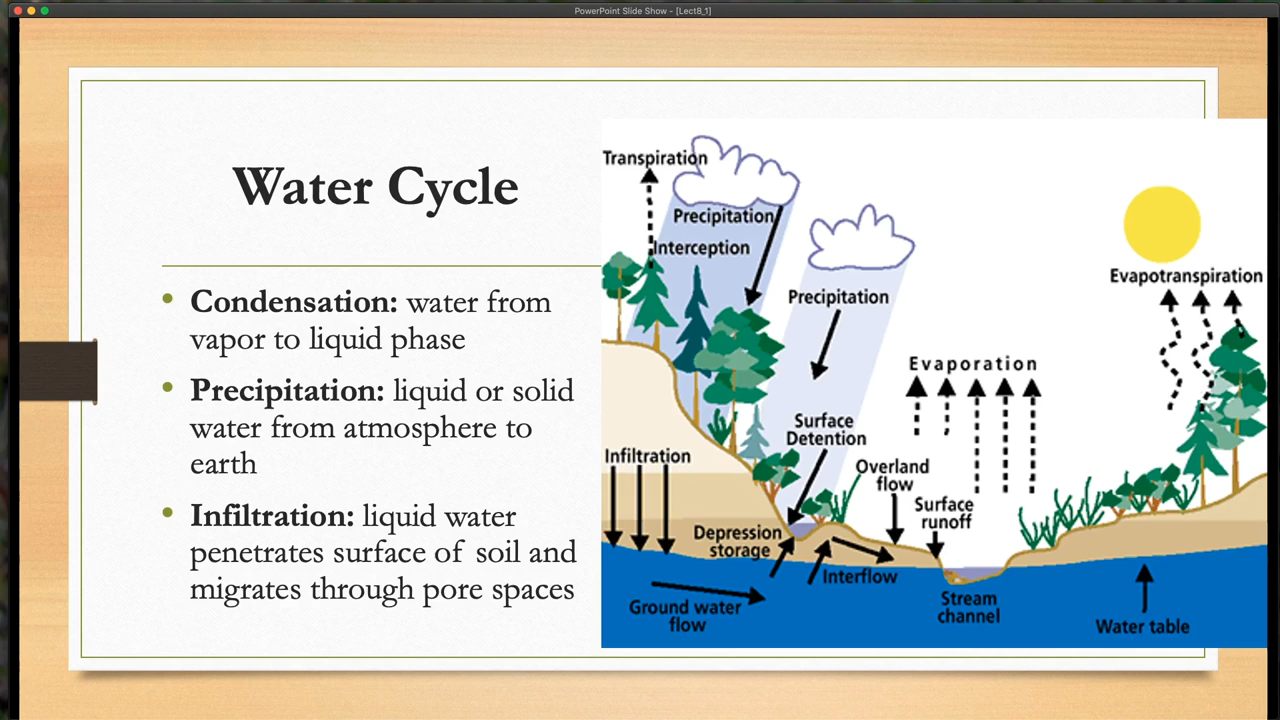 PowerPoint Slide Show - [Lect8_1]
Water Cycle
• Condensation: water from
vapor to liquid phase
• Precipitation: liquid or solid
water from atmosphere to
earth
• Infiltration: liquid water
penetrates surface of soil and
migrates through pore spaces
Transpiration
Precipitation
Interception
Precipitation
Evapotranspiration
Evaporation
Surface
Detention
Infiltration
Overland
flow
Surface
runoff
Depression
storage
Interflow
Ground water
flow
Stream
channel
Water table